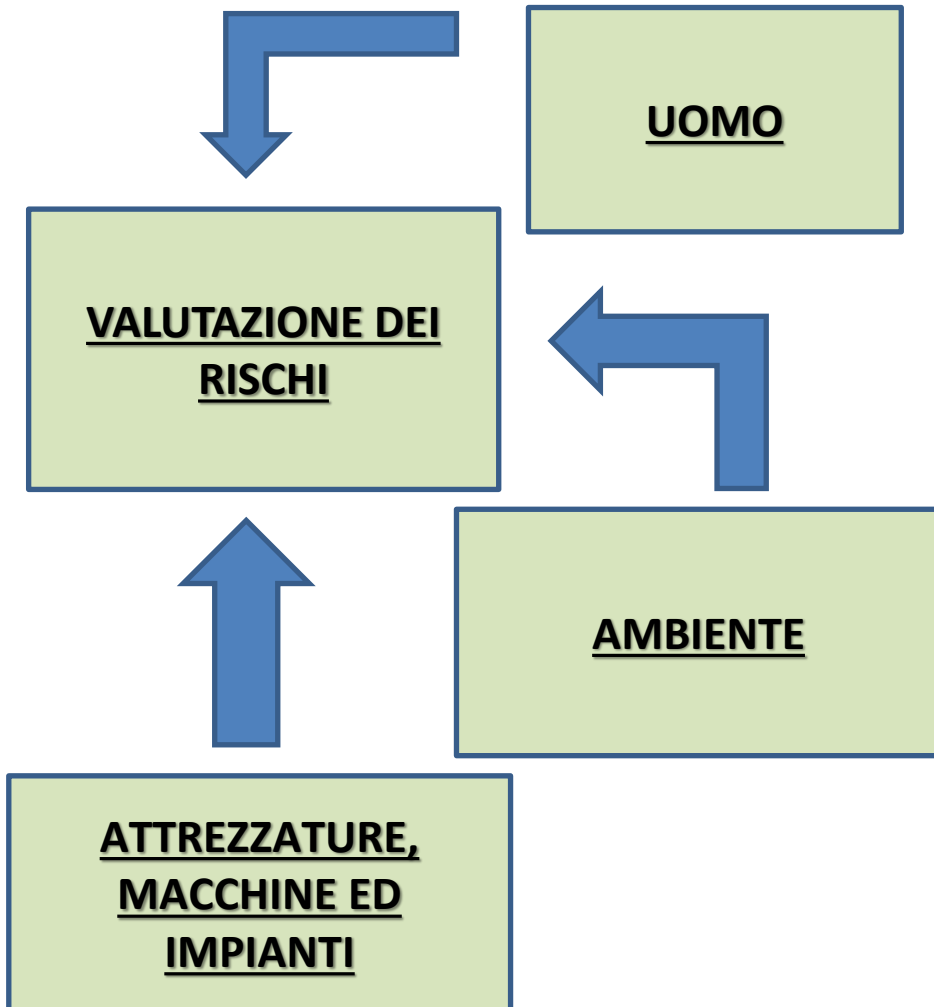 UOMO
VALUTAZIONE DEI
RISCHI
AMBIENTE
ATTREZZATURE,
MACCHINE ED
IMPIANTI